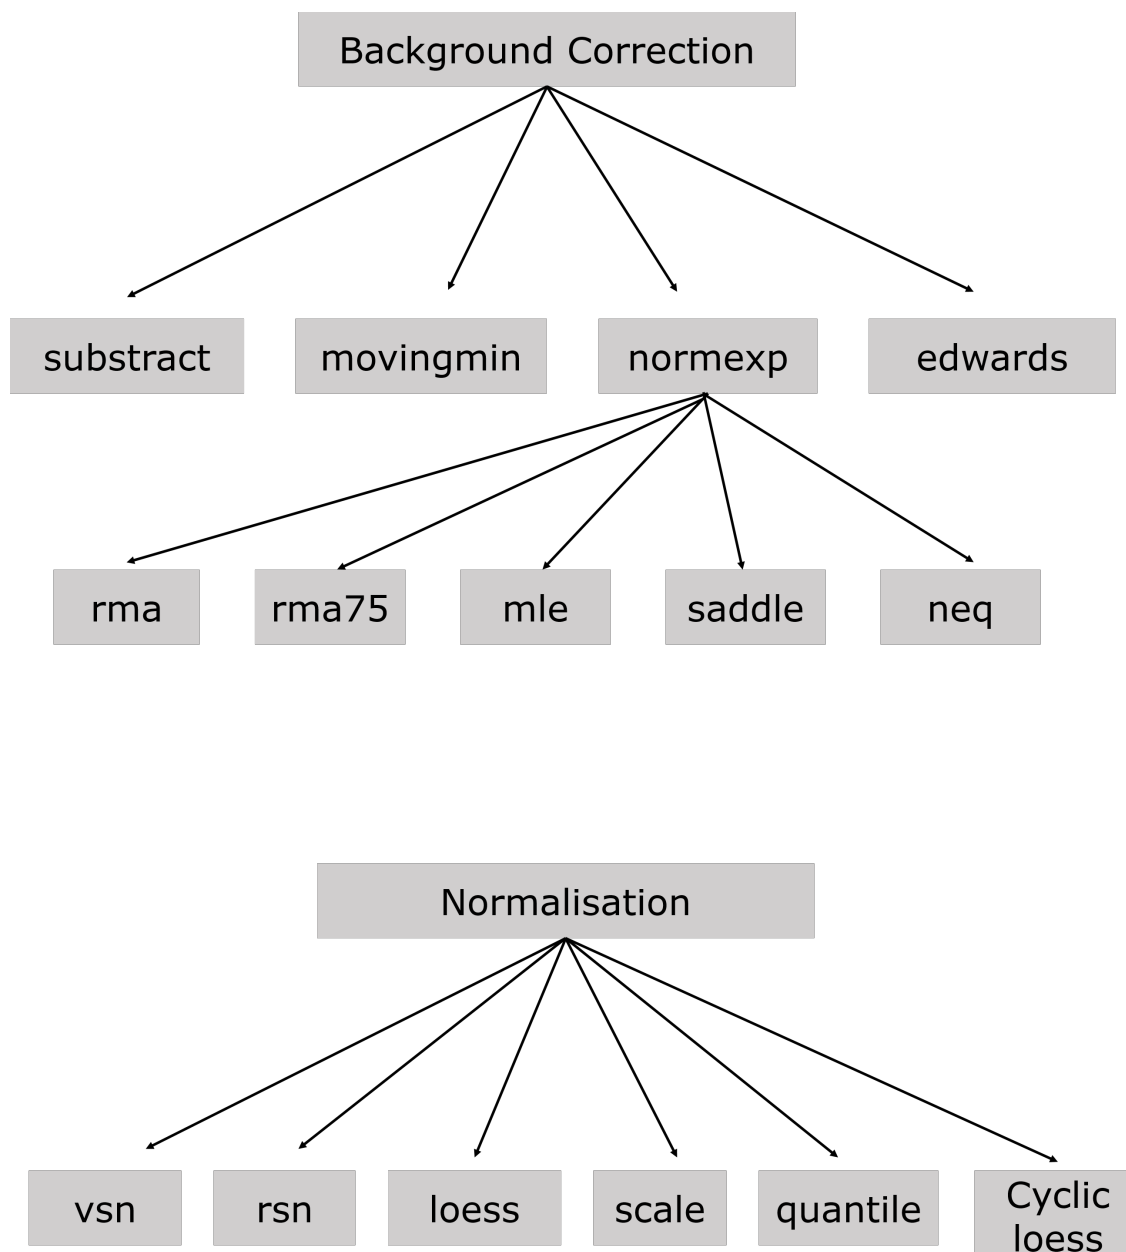 Background Correction
substract
movingmin
normexp
edwards
rma
rma75
mle
saddle
neq
Normalisation
vsn
rsn
loess
scale
quantile
Cyclic
loess